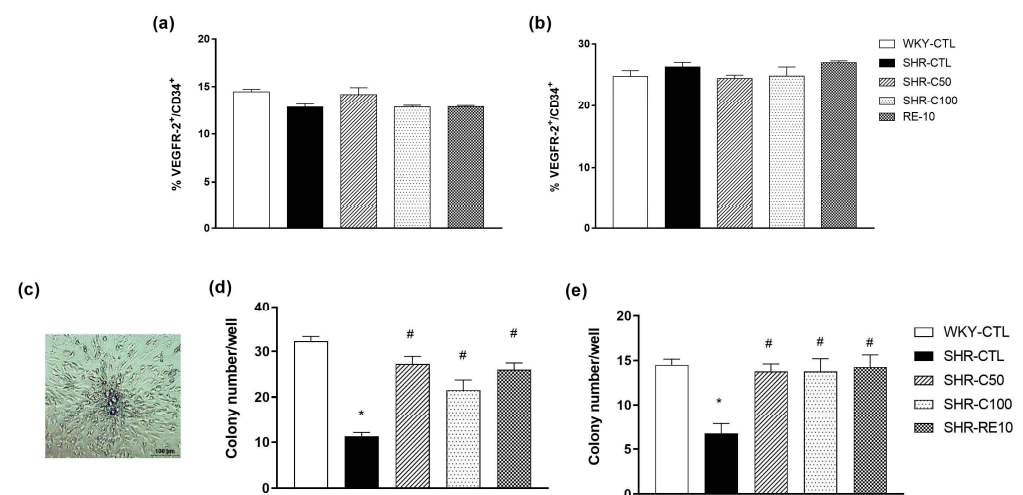 (a)
% VEGFR-2⁺/CD34⁺
20
15
10
5
0
(b)
% VEGFR-2⁺/CD34⁺
30
20
10
0
WKY-CTL
SHR-CTL
SHR-C50
SHR-C100
RE-10
(c)
100 µm
(d)
Colony number/well
40
30
20
10
0
*
#
#
#
(e)
Colony number/well
20
15
10
5
0
*
#
#
#
WKY-CTL
SHR-CTL
SHR-C50
SHR-C100
SHR-RE10